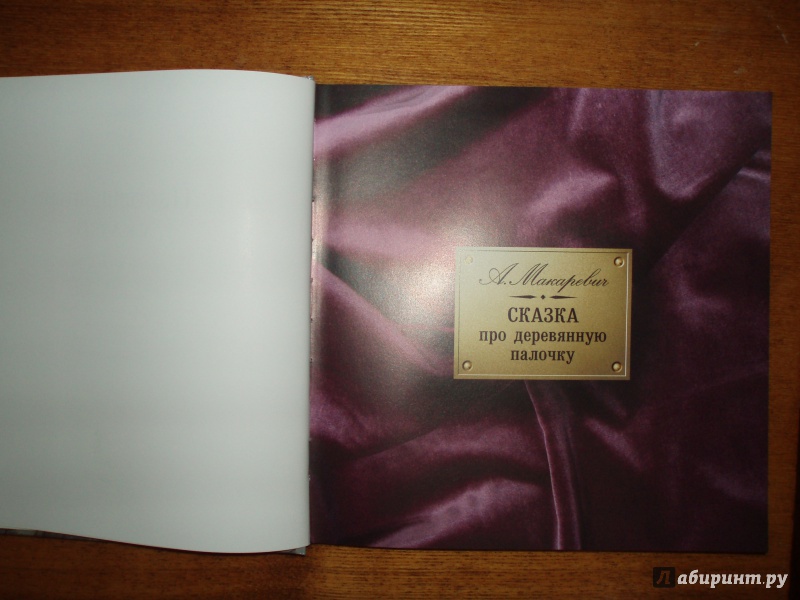 А. Макаревич
СКАЗКА
про деревянную
палочку
Лабиринт.ру